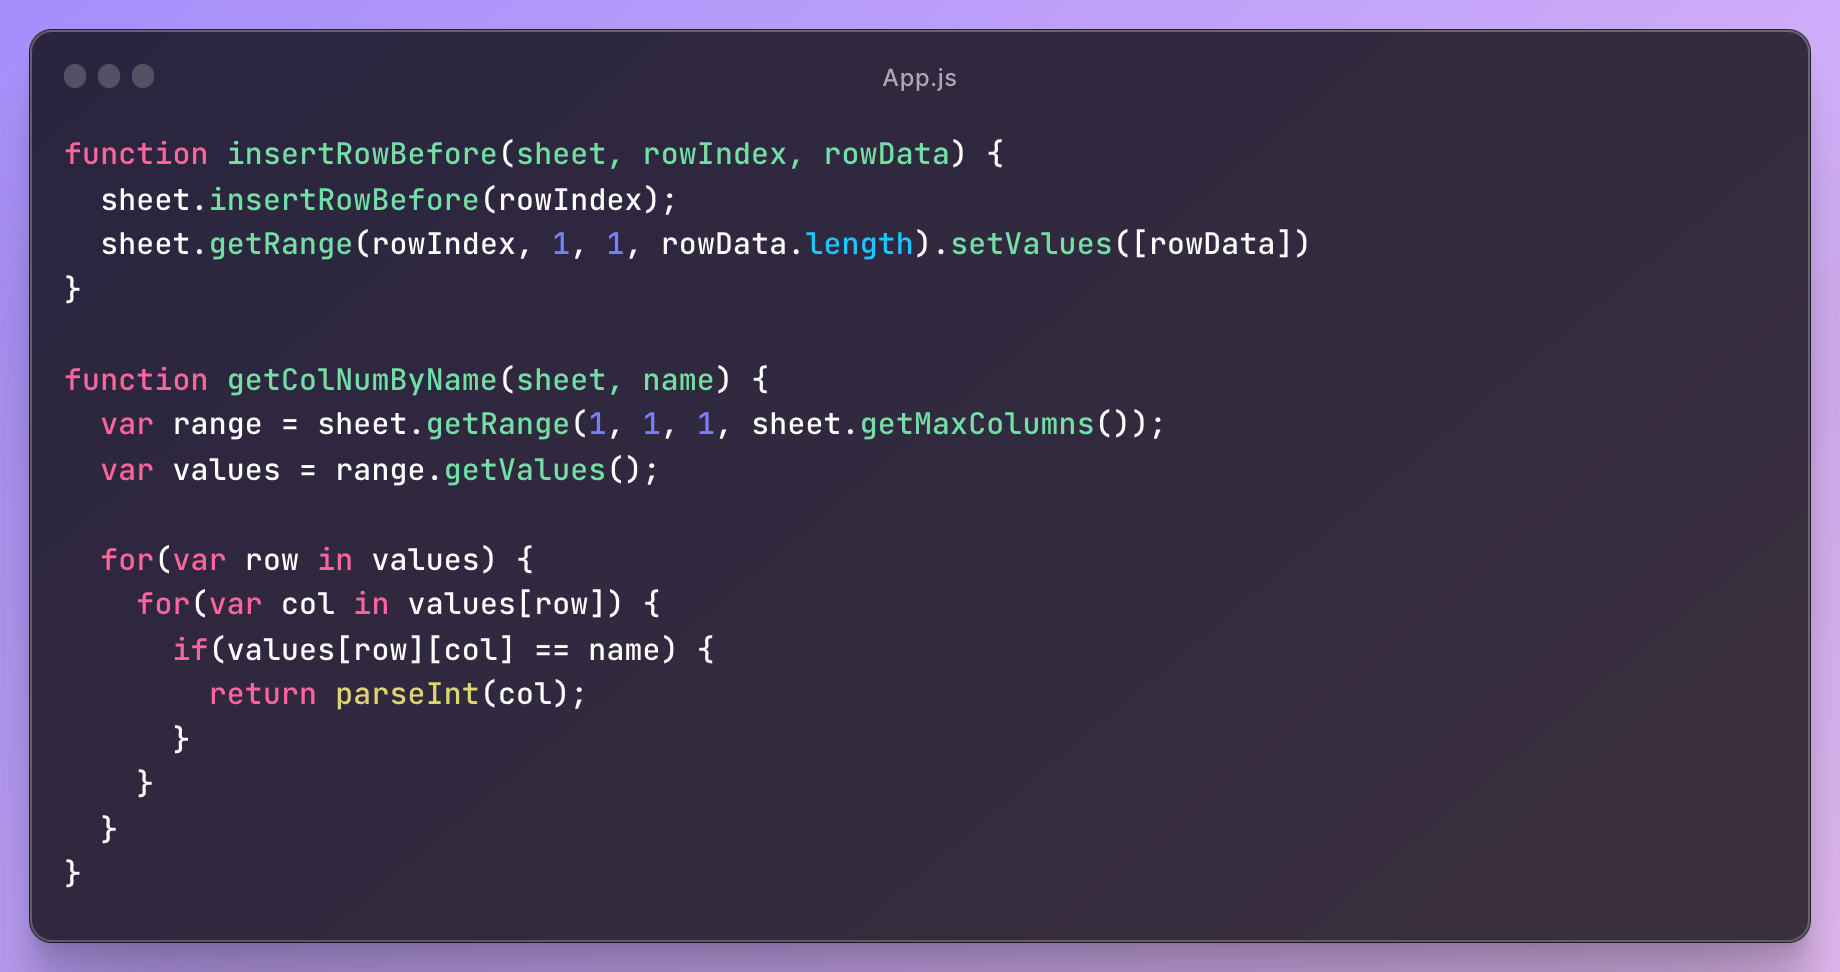 App.js
function insertRowBefore(sheet, rowIndex, rowData) {
  sheet.insertRowBefore(rowIndex);
  sheet.getRange(rowIndex, 1, 1, rowData.length).setValues([rowData])
}

function getColNumByName(sheet, name) {
  var range = sheet.getRange(1, 1, 1, sheet.getMaxColumns());
  var values = range.getValues();

  for(var row in values) {
    for(var col in values[row]) {
      if(values[row][col] == name) {
        return parseInt(col);
      }
    }
  }
}